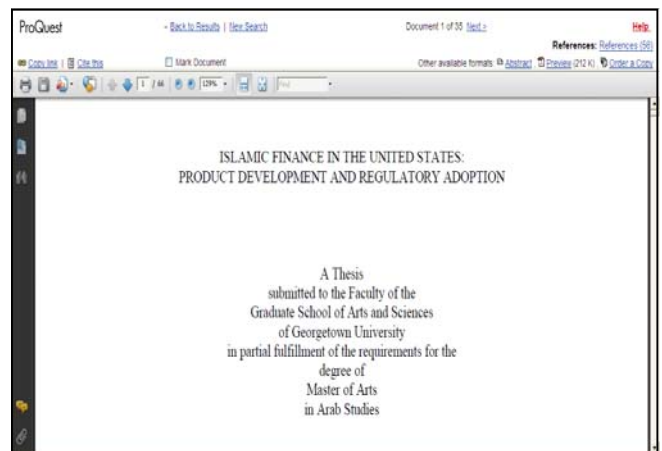 ProQuest
« Back to Results | New Search
Document 1 of 35 Next >
Help
References: References (56)
Copy link | Cite this
Mark Document
Other available formats: Abstract, Preview (212 K) Order a Copy
1 / 66 129% Find
ISLAMIC FINANCE IN THE UNITED STATES:
PRODUCT DEVELOPMENT AND REGULATORY ADOPTION
A Thesis
submitted to the Faculty of the
Graduate School of Arts and Sciences
of Georgetown University
in partial fulfillment of the requirements for the
degree of
Master of Arts
in Arab Studies